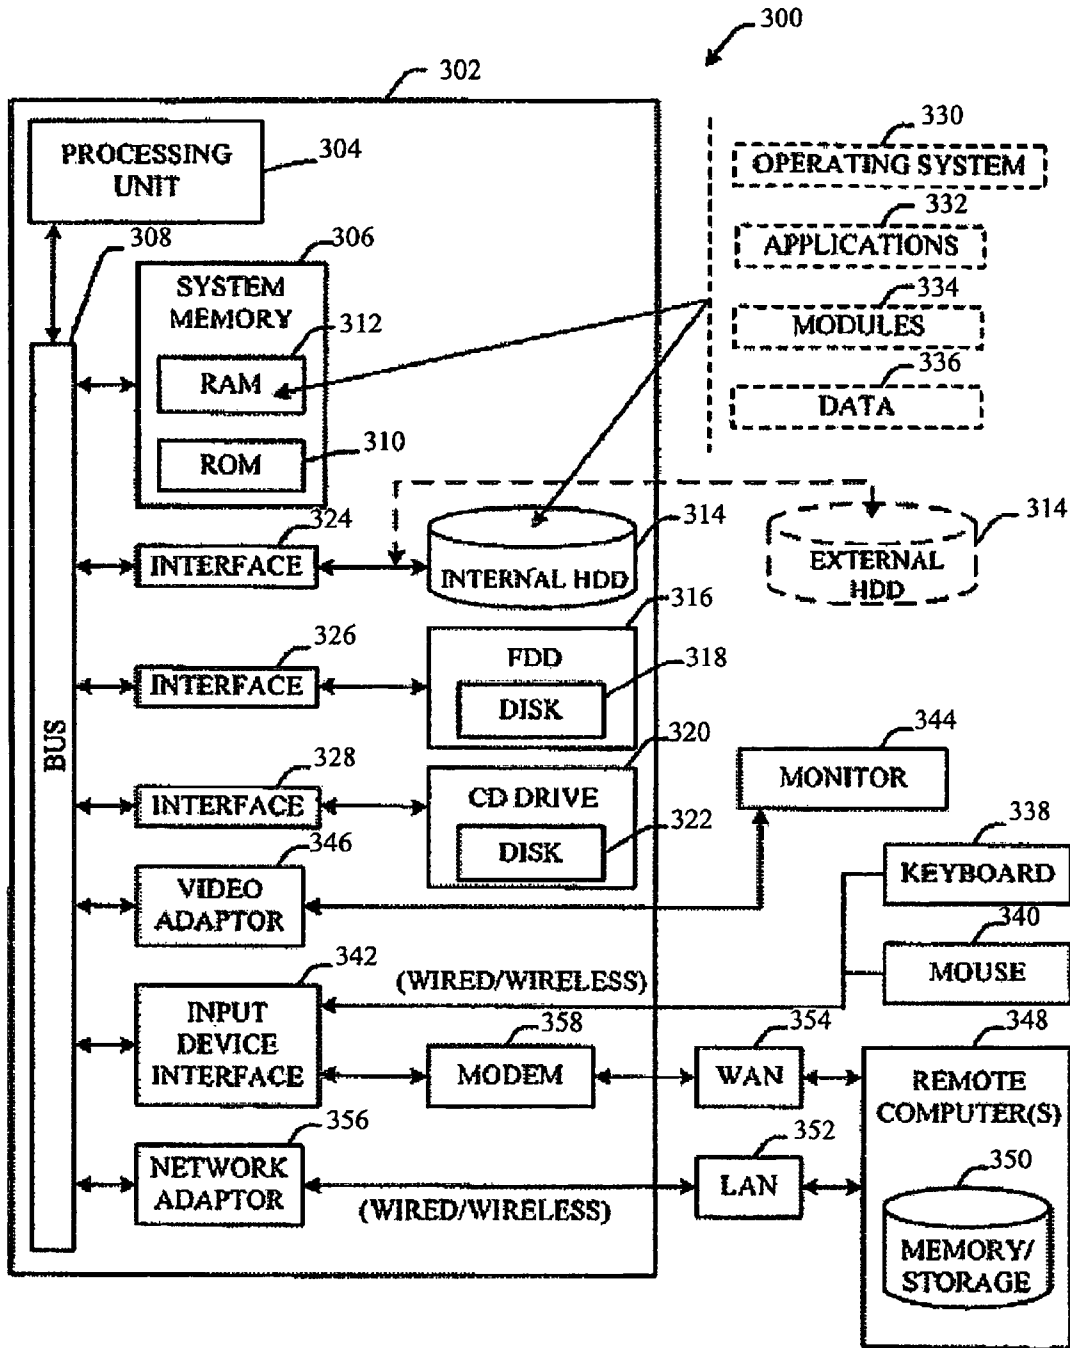 300
302
PROCESSING
UNIT
304
330
OPERATING SYSTEM
332
APPLICATIONS
334
MODULES
336
DATA
308
306
SYSTEM
MEMORY
312
RAM
310
ROM
324
INTERFACE
314
INTERNAL HDD
314
EXTERNAL
HDD
316
FDD
318
DISK
326
INTERFACE
BUS
320
CD DRIVE
322
DISK
328
INTERFACE
344
MONITOR
346
VIDEO
ADAPTOR
338
KEYBOARD
340
MOUSE
342
INPUT
DEVICE
INTERFACE
(WIRED/WIRELESS)
358
MODEM
354
WAN
348
REMOTE
COMPUTER(S)
350
MEMORY/
STORAGE
356
NETWORK
ADAPTOR
(WIRED/WIRELESS)
352
LAN